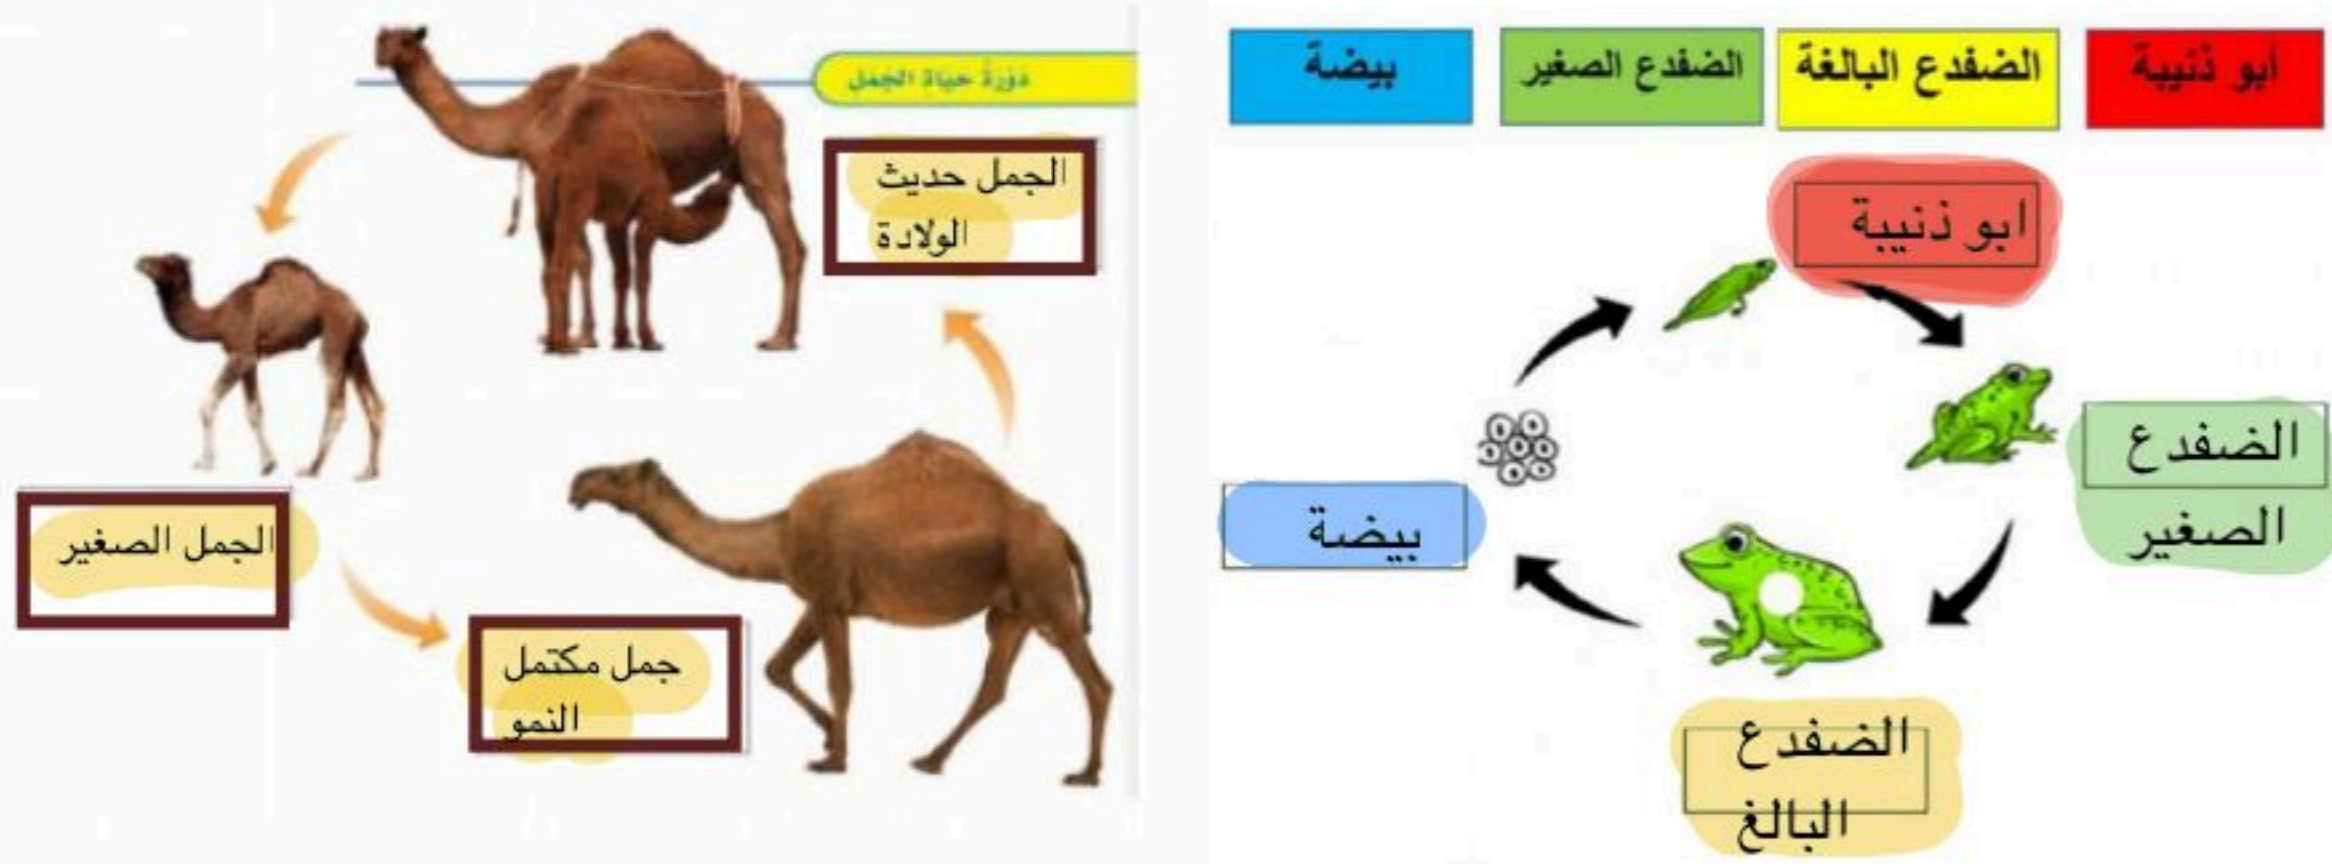 دورة حياة الجمل
الجمل حديث
الولادة
الجمل الصغير
جمل مكتمل
النمو
أبو ذنيبة
الضفدع البالغة
الضفدع الصغير
بيضة
ابو ذنيبة
الضفدع
الصغير
بيضة
الضفدع
البالغ